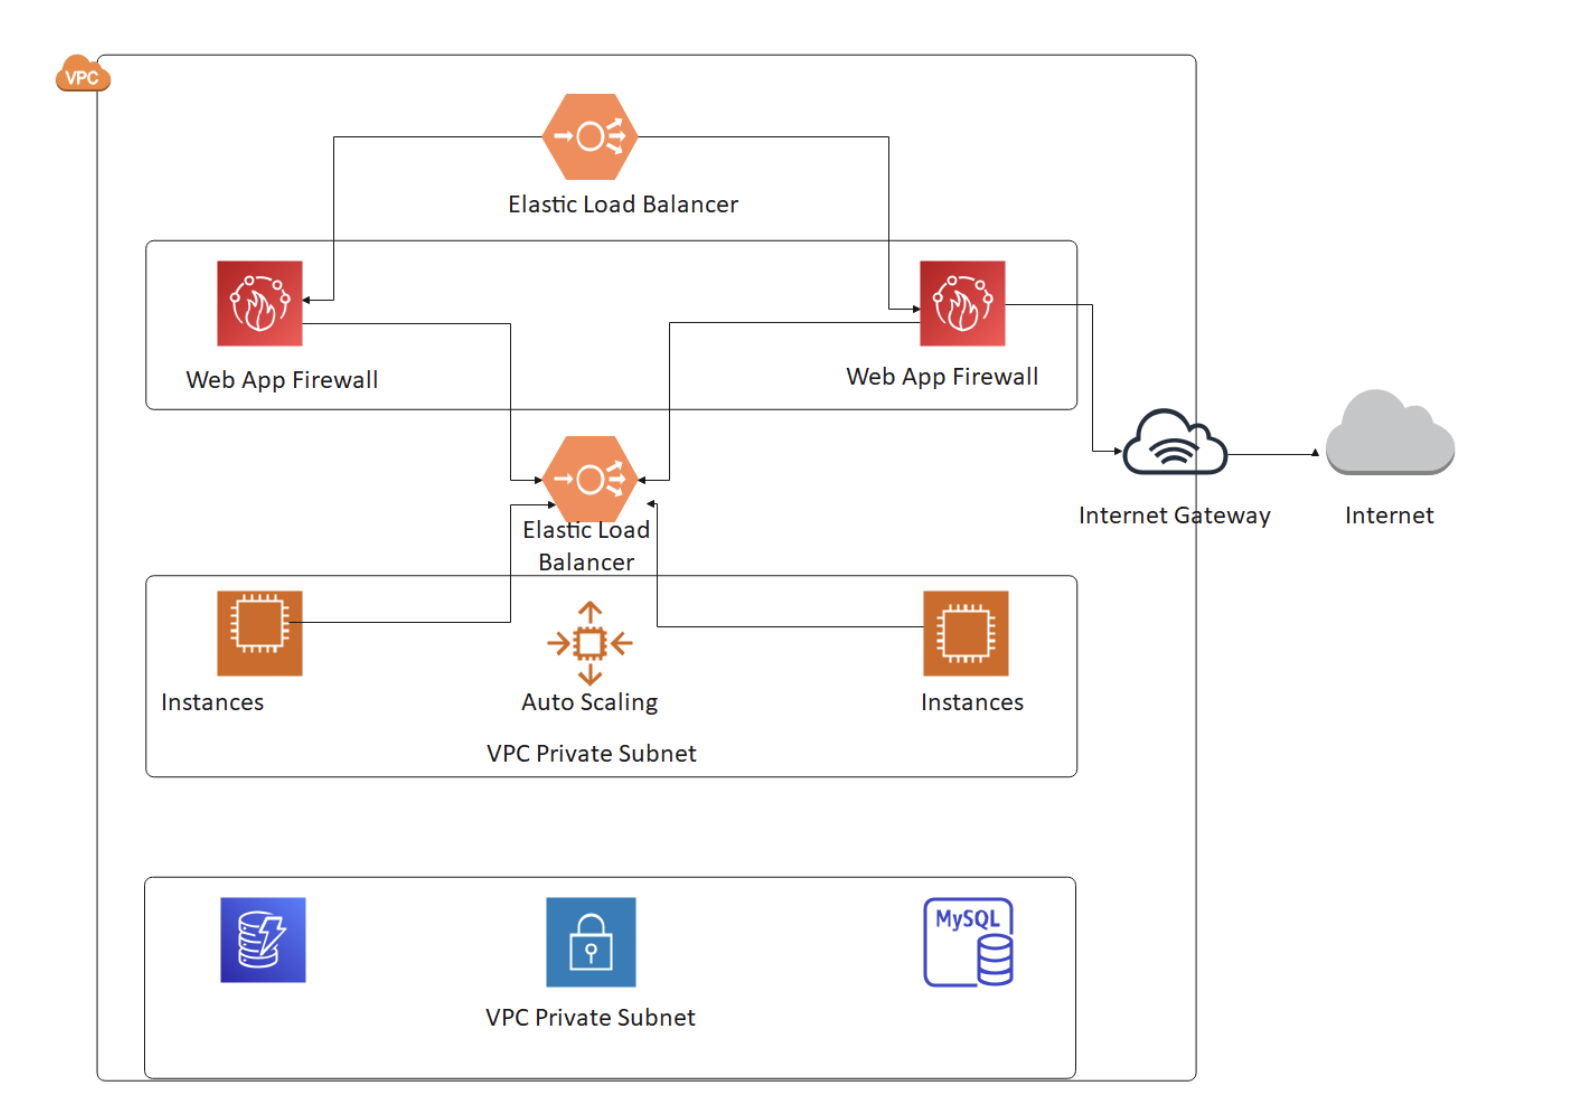 VPC
Elastic Load Balancer
Web App Firewall
Web App Firewall
Elastic Load
Balancer
Internet Gateway
Internet
Instances
Auto Scaling
Instances
VPC Private Subnet
MySQL
VPC Private Subnet